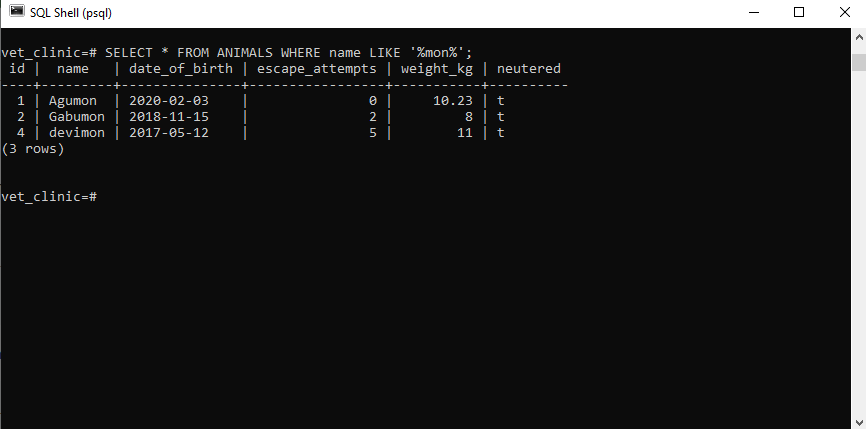 SQL Shell (psql)
vet_clinic=# SELECT * FROM ANIMALS WHERE name LIKE '%mon%';
 id |  name   | date_of_birth | escape_attempts | weight_kg | neutered
----+---------+---------------+-----------------+-----------+----------
  1 | Agumon  | 2020-02-03    |               0 |     10.23 | t
  2 | Gabumon | 2018-11-15    |               2 |         8 | t
  4 | devimon | 2017-05-12    |               5 |        11 | t
(3 rows)
vet_clinic=#